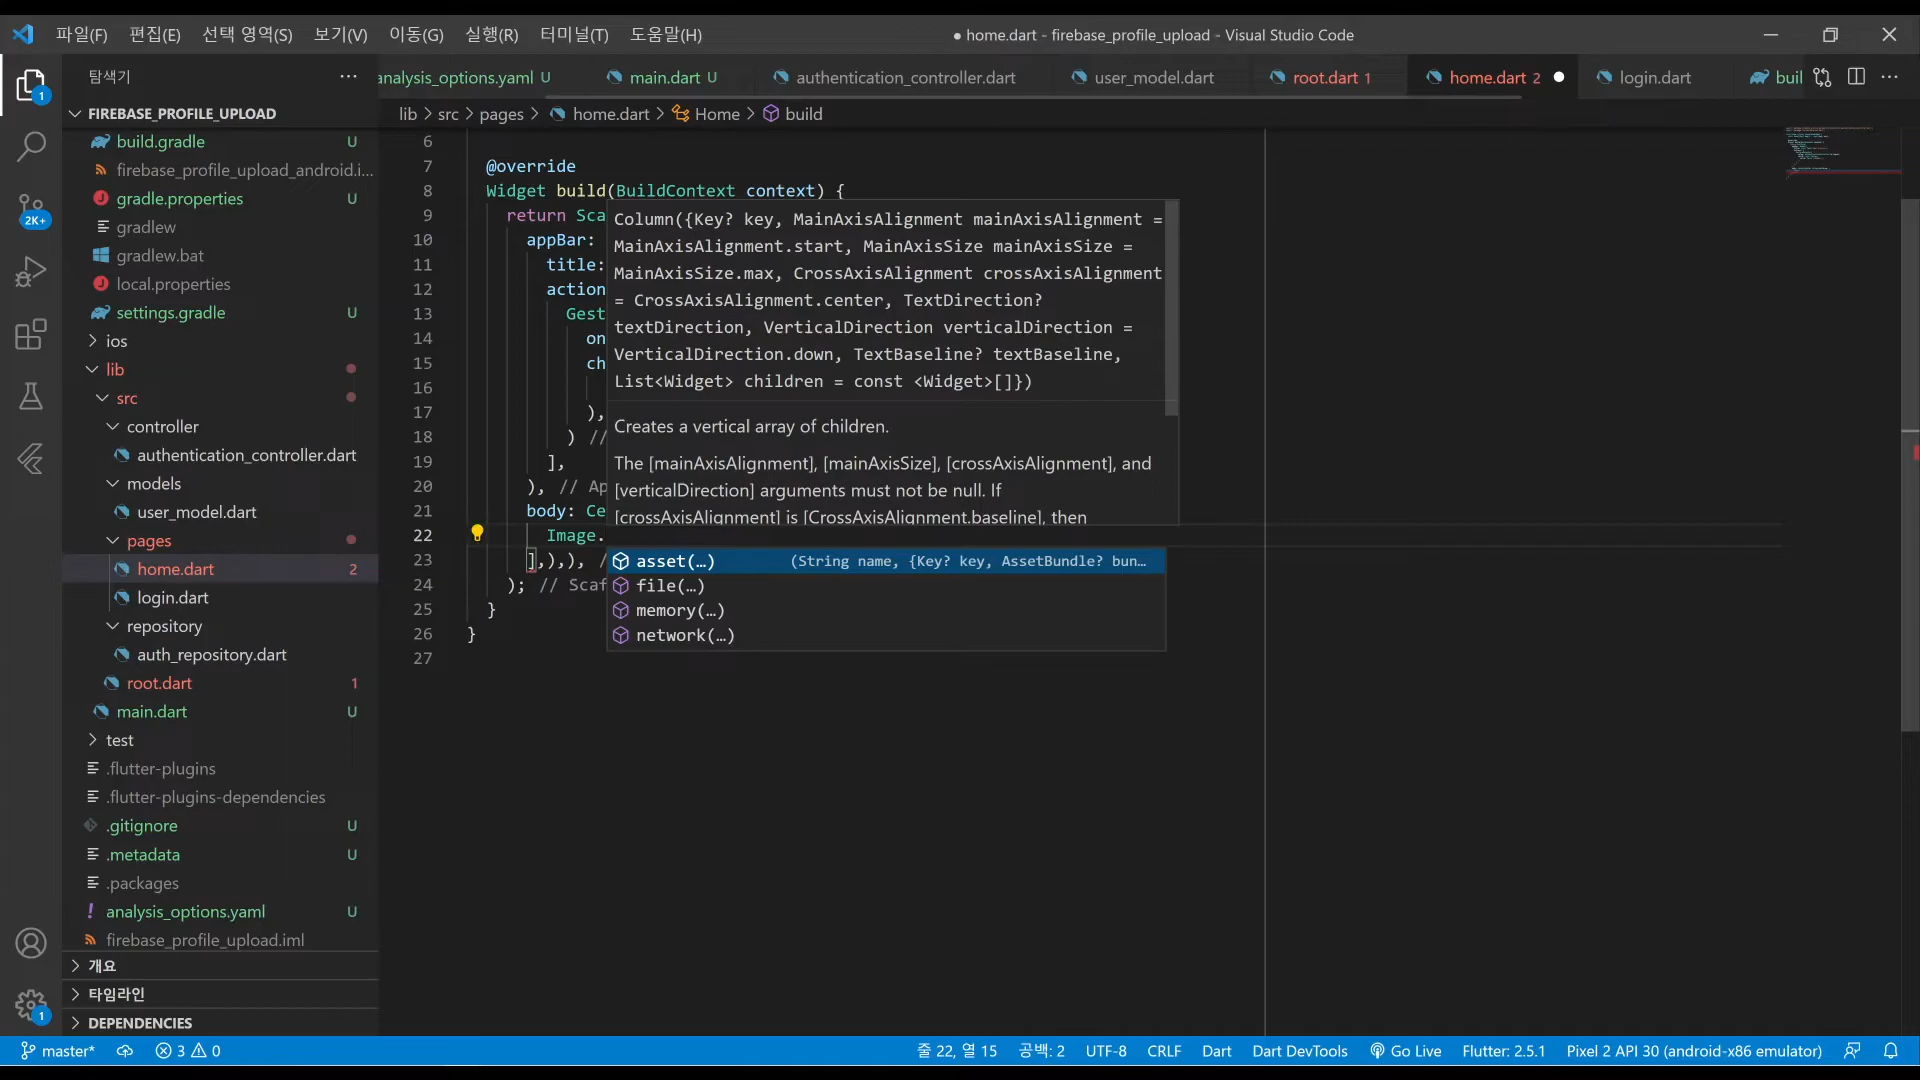 파일(F) 편집(E) 선택 영역(S) 보기(V) 이동(G) 실행(R) 터미널(T) 도움말(H)
● home.dart - firebase_profile_upload - Visual Studio Code
탐색기
analysis_options.yaml U
main.dart U
authentication_controller.dart
user_model.dart
root.dart 1
home.dart 2
login.dart
buil
lib > src > pages > home.dart > Home > build
1
2K+
1
FIREBASE_PROFILE_UPLOAD
build.gradle U
firebase_profile_upload_android.i...
gradle.properties U
gradlew
gradlew.bat
local.properties
settings.gradle U
ios
lib
src
controller
authentication_controller.dart
models
user_model.dart
pages
home.dart 2
login.dart
repository
auth_repository.dart
root.dart 1
main.dart U
test
.flutter-plugins
.flutter-plugins-dependencies
.gitignore U
.metadata U
.packages
analysis_options.yaml U
firebase_profile_upload.iml
개요
타임라인
DEPENDENCIES
6
7 @override
8 Widget build(BuildContext context) {
9 return Sca
10 appBar:
11 title:
12 action
13 Gest
14 on
15 ch
16
17 ),
18 ) //
19 ],
20 ), // Ap
21 body: Ce
22 Image.
23 ],),), /
24 ); // Scaf
25 }
26 }
27
Column({Key? key, MainAxisAlignment mainAxisAlignment =
MainAxisAlignment.start, MainAxisSize mainAxisSize =
MainAxisSize.max, CrossAxisAlignment crossAxisAlignment
= CrossAxisAlignment.center, TextDirection?
textDirection, VerticalDirection verticalDirection =
VerticalDirection.down, TextBaseline? textBaseline,
List<Widget> children = const <Widget>[]})
Creates a vertical array of children.
The [mainAxisAlignment], [mainAxisSize], [crossAxisAlignment], and
[verticalDirection] arguments must not be null. If
[crossAxisAlignment] is [CrossAxisAlignment.baseline], then
asset(…) (String name, {Key? key, AssetBundle? bun…
file(…)
memory(…)
network(…)
master* 3 0
줄 22, 열 15 공백: 2 UTF-8 CRLF Dart Dart DevTools Go Live Flutter: 2.5.1 Pixel 2 API 30 (android-x86 emulator)